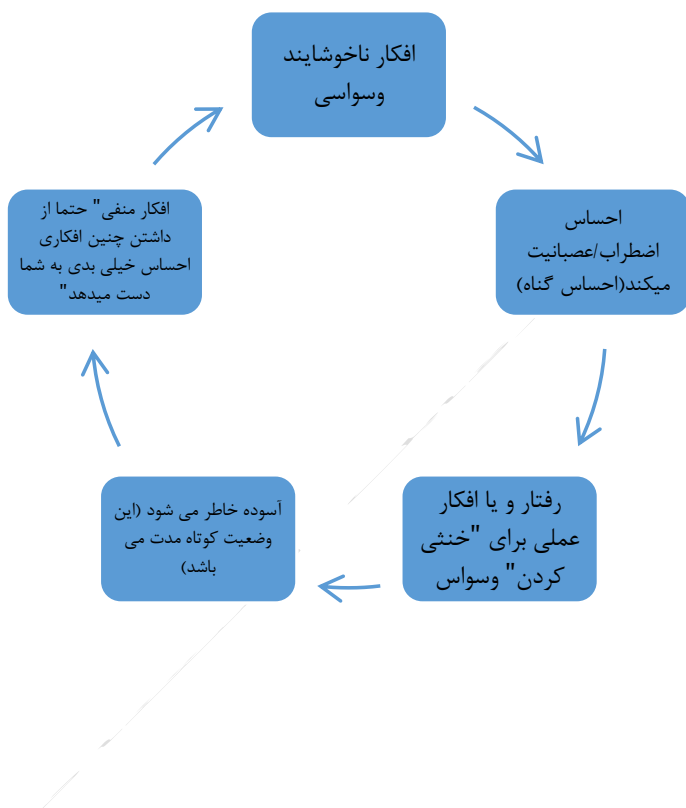 افکار ناخوشایند
وسواسی
احساس
اضطراب/عصبانیت
میکند(احساس گناه)
رفتار و یا افکار
عملی برای "خنثی
کردن" وسواس
آسوده خاطر می شود (این
وضعیت کوتاه مدت می
باشد)
افکار منفی" حتما از
داشتن چنین افکاری
احساس خیلی بدی به شما
دست میدهد"